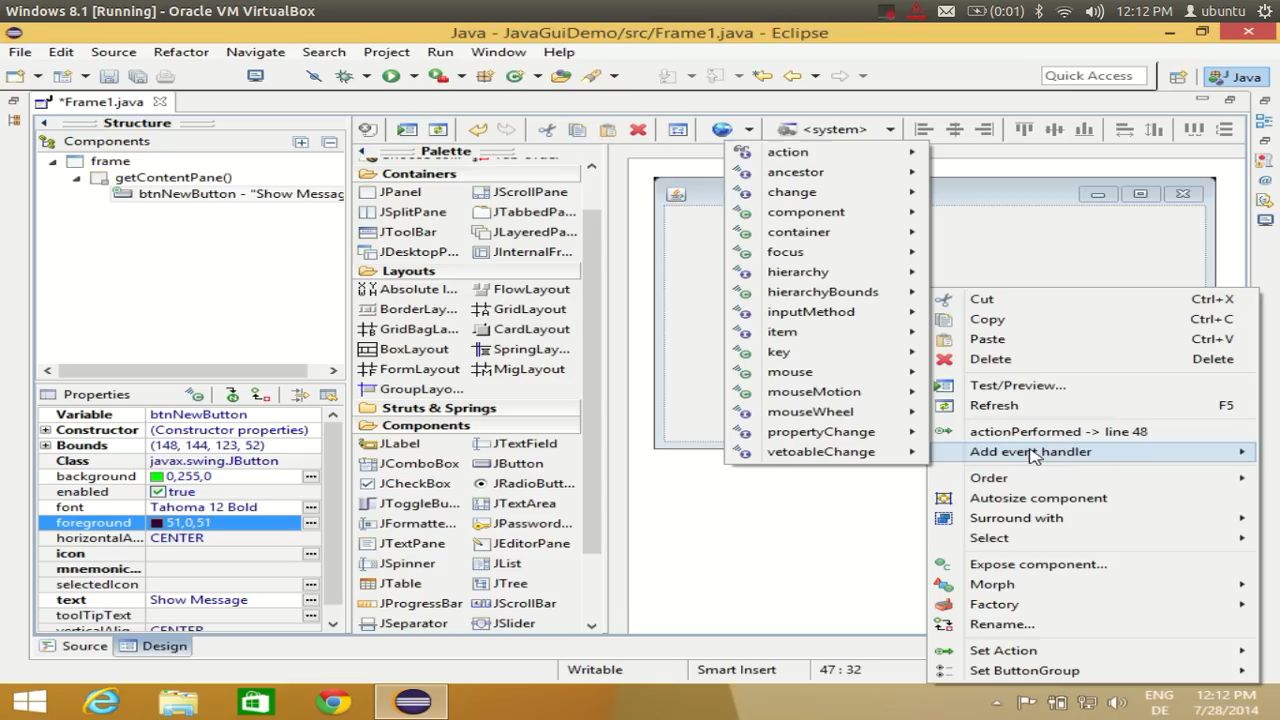 Windows 8.1 [Running] - Oracle VM VirtualBox
(0:01)
12:12 PM
ubuntu
Java - JavaGuiDemo/src/Frame1.java - Eclipse
File Edit Source Refactor Navigate Search Project Run Window Help
Quick Access
Java
*Frame1.java
Structure
Components
frame
getContentPane()
btnNewButton - "Show Messag
Palette
Containers
JPanel JScrollPane
JSplitPane JTabbedPa...
JToolBar JLayeredPa...
JDesktopP... JInternalFr...
Layouts
Absolute l... FlowLayout
BorderLay... GridLayout
GridBagLa... CardLayout
BoxLayout SpringLay...
FormLayout MigLayout
GroupLayo...
Struts & Springs
Components
JLabel JTextField
JComboBox JButton
JCheckBox JRadioButt...
JToggleBu... JTextArea
JFormatte... JPassword...
JTextPane JEditorPane
JSpinner JList
JTable JTree
JProgressBar JScrollBar
JSeparator JSlider
Properties
Variable btnNewButton
Constructor (Constructor properties)
Bounds (148, 144, 123, 52)
Class javax.swing.JButton
background 0,255,0
enabled true
font Tahoma 12 Bold
foreground 51,0,51
horizontalA... CENTER
icon
mnemonic...
selectedIcon
text Show Message
toolTipText
Source Design
<system>
action
ancestor
change
component
container
focus
hierarchy
hierarchyBounds
inputMethod
item
key
mouse
mouseMotion
mouseWheel
propertyChange
vetoableChange
Cut Ctrl+X
Copy Ctrl+C
Paste Ctrl+V
Delete Delete
Test/Preview...
Refresh F5
actionPerformed -> line 48
Add event handler
Order
Autosize component
Surround with
Select
Expose component...
Morph
Factory
Rename...
Set Action
Set ButtonGroup
Writable
Smart Insert
47 : 32
ENG
DE
12:12 PM
7/28/2014